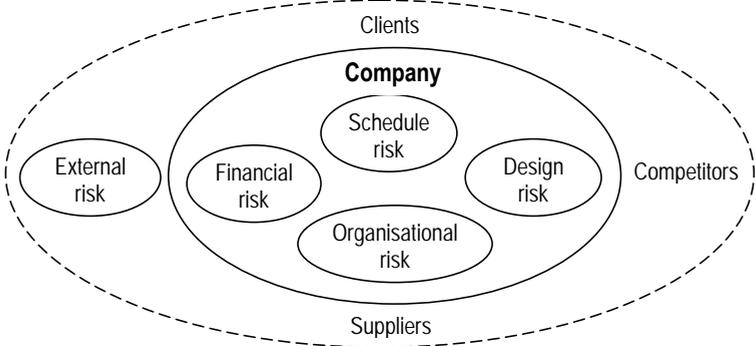 Clients
Company
Schedule
risk
External
risk
Financial
risk
Design
risk
Competitors
Organisational
risk
Suppliers